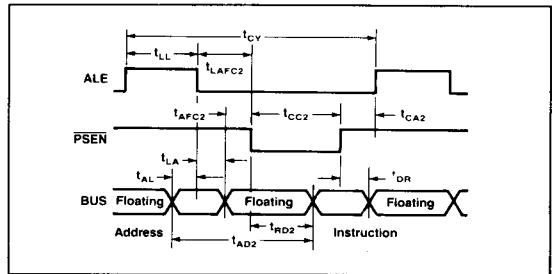 tCY
tLL
tLAFC2
ALE
tAFC2
tCC2
tCA2
PSEN
tLA
tAL
tDR
BUS
Floating
Floating
Floating
Address
tRD2
Instruction
tAD2